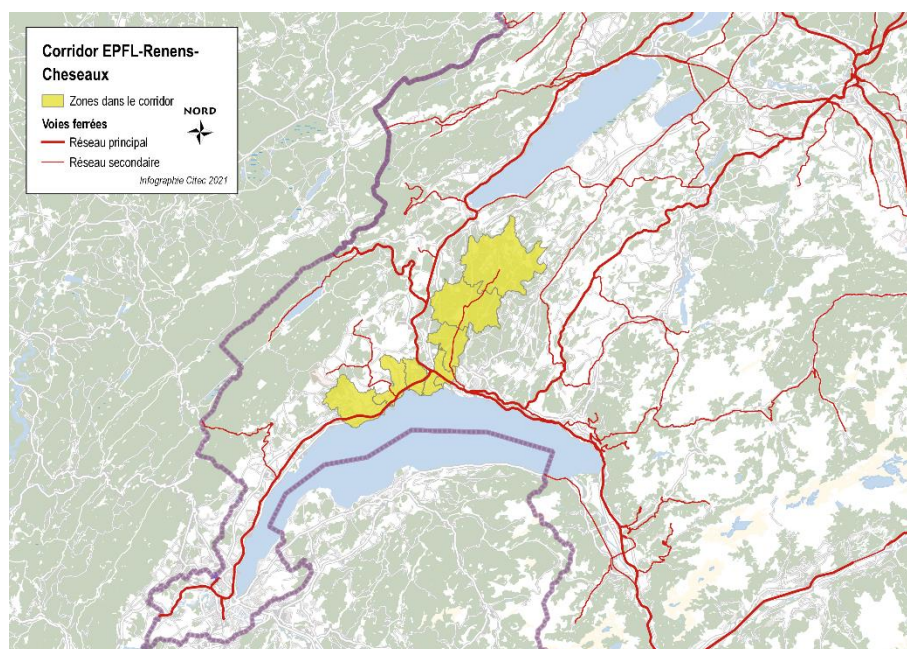 Corridor EPFL-Renens-
Cheseaux
Zones dans le corridor
NORD
Voies ferrées
Réseau principal
Réseau secondaire
Infographie Citec 2021